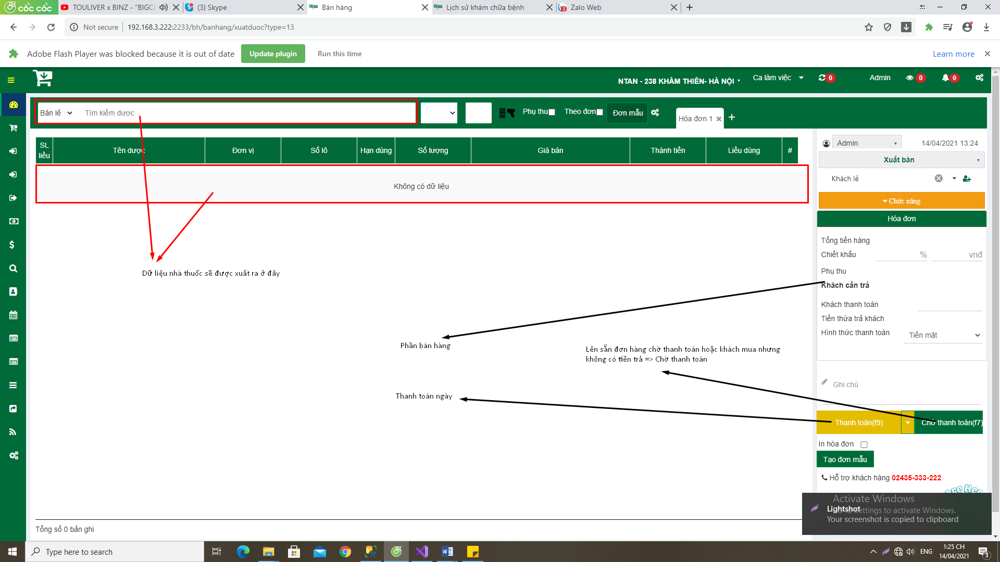 cốc cốc
TOULIVER x BINZ - "BIGCI
(3) Skype
Moss
Bán hàng
Moss
Lịch sử khám chữa bệnh
3
Zalo Web
Not secure
192.168.3.222:2233/bh/banhang/xuatduoc?type=13
Adobe Flash Player was blocked because it is out of date
Update plugin
Run this time
Learn more
NTAN - 238 KHÂM THIÊN- HÀ NỘI
Ca làm việc
0
Admin
0
0
Bán lẻ
Tìm kiếm dược
Phụ thu
Theo đơn
Đơn mẫu
Hóa đơn 1
SL liều
Tên dược
Đơn vị
Số lô
Hạn dùng
Số lượng
Giá bán
Thành tiền
Liều dùng
#
Không có dữ liệu
Dữ liệu nhà thuốc sẽ được xuất ra ở đây
Phần bán hàng
Lên sẵn đơn hàng chờ thanh toán hoặc khách mua nhưng
không có tiền trả => Chờ thanh toán
Thanh toán ngày
Admin
14/04/2021 13:24
Xuất bán
Khách lẻ
Chức năng
Hóa đơn
Tổng tiền hàng
Chiết khấu
%
vnđ
Phụ thu
Khách cần trả
Khách thanh toán
Tiền thừa trả khách
Hình thức thanh toán
Tiền mặt
Ghi chú
Thanh toán(f9)
Chờ thanh toán(f7)
In hóa đơn
Tạo đơn mẫu
Hỗ trợ khách hàng 02435-333-222
Activate Windows
Lightshot
Go to Settings to activate Windows.
Your screenshot is copied to clipboard
Tổng số 0 bản ghi
Type here to search
ENG
1:25 CH
14/04/2021
3